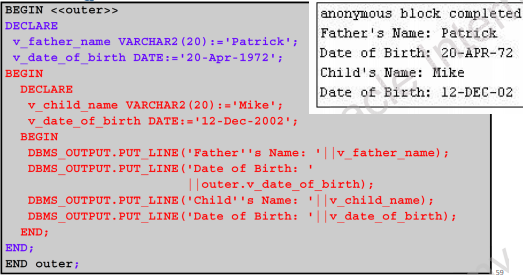 BEGIN <<outer>>
DECLARE
v_father_name VARCHAR2(20):='Patrick';
v_date_of_birth DATE:='20-Apr-1972';
BEGIN
DECLARE
v_child_name VARCHAR2(20):='Mike';
v_date_of_birth DATE:='12-Dec-2002';
BEGIN
DBMS_OUTPUT.PUT_LINE('Father''s Name: '||v_father_name);
DBMS_OUTPUT.PUT_LINE('Date of Birth: '
||outer.v_date_of_birth);
DBMS_OUTPUT.PUT_LINE('Child''s Name: '||v_child_name);
DBMS_OUTPUT.PUT_LINE('Date of Birth: '||v_date_of_birth);
END;
END;
END outer;
anonymous block completed
Father's Name: Patrick
Date of Birth: 20-APR-72
Child's Name: Mike
Date of Birth: 12-DEC-02
59